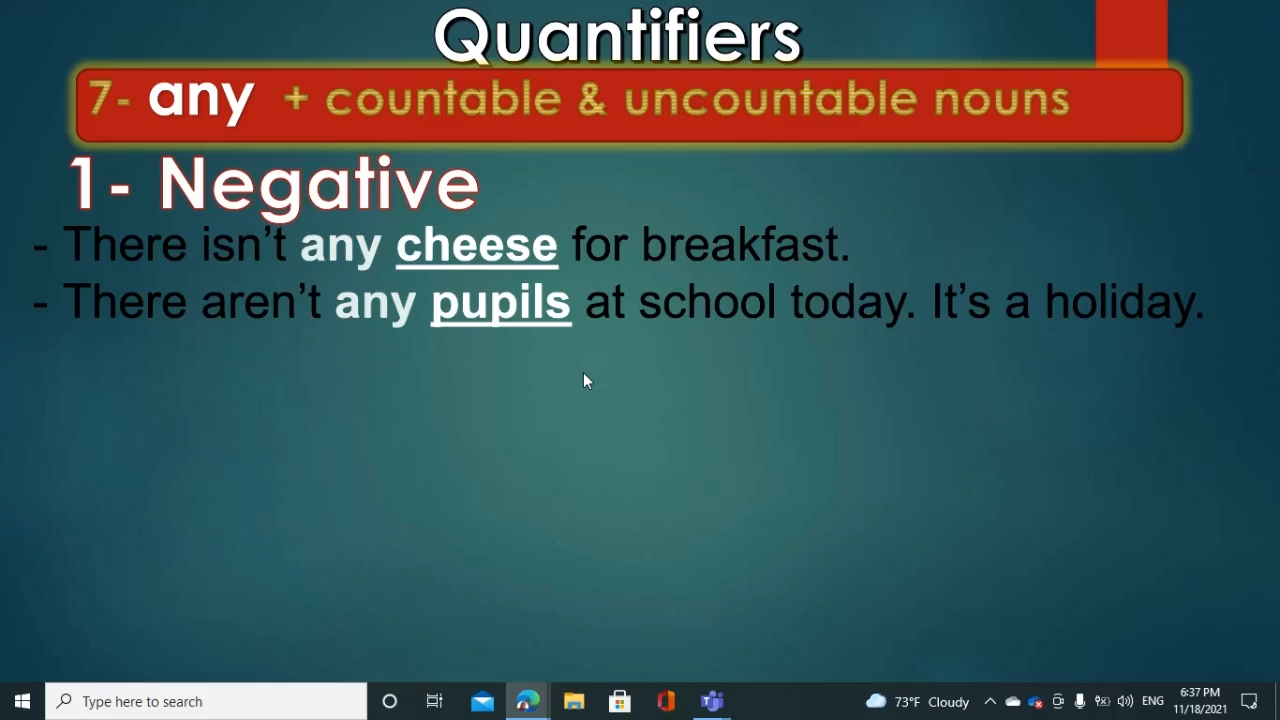 Quantifiers
7- any + countable & uncountable nouns
1- Negative
- There isn’t any cheese for breakfast.
- There aren’t any pupils at school today. It’s a holiday.
Type here to search
73°F Cloudy
ENG
6:37 PM
11/18/2021